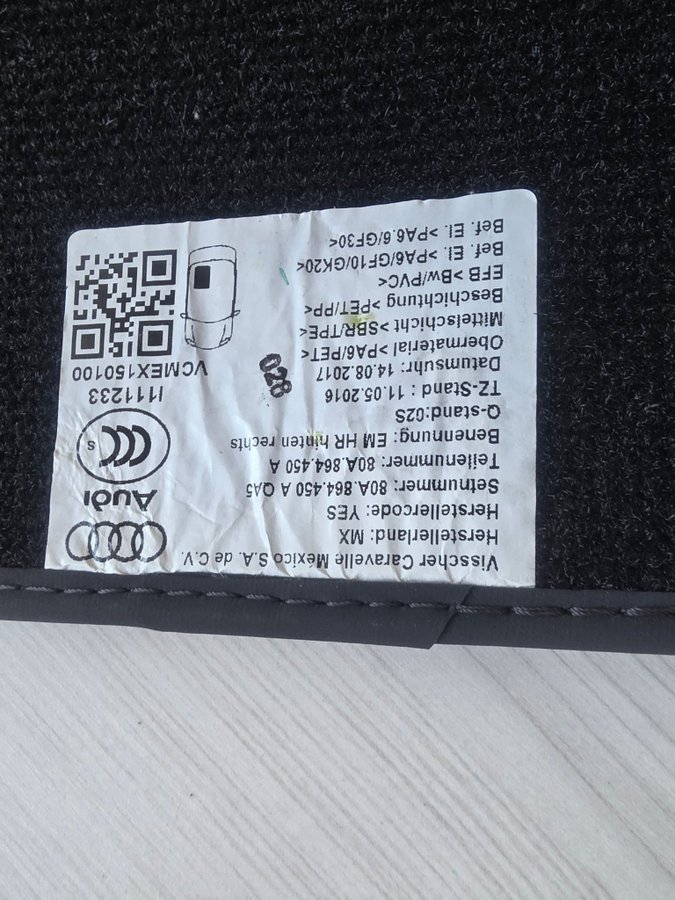 Visscher Caravelle México S.A. de C.V.
Herstellerland: MX
Herstellercode: YES
Setnummer: 80A.864.450 A QA5
Teilenummer: 80A.864.450 A
Benennung: EM HR hinten rechts
Q-stand:02S
TZ-Stand : 11.05.2016
Datumsuhr: 14.08.2017
Obermaterial >PA6/PET<
Mittelschicht >SBR/TPE<
Beschichtung >PET/PP<
EFB >Bw/PVC<
Bef. El. >PA6/GF10/GK20<
Bef. El. >PA6.6/GF30<
Audi
CCC S
I111233
VCMEX150100
028